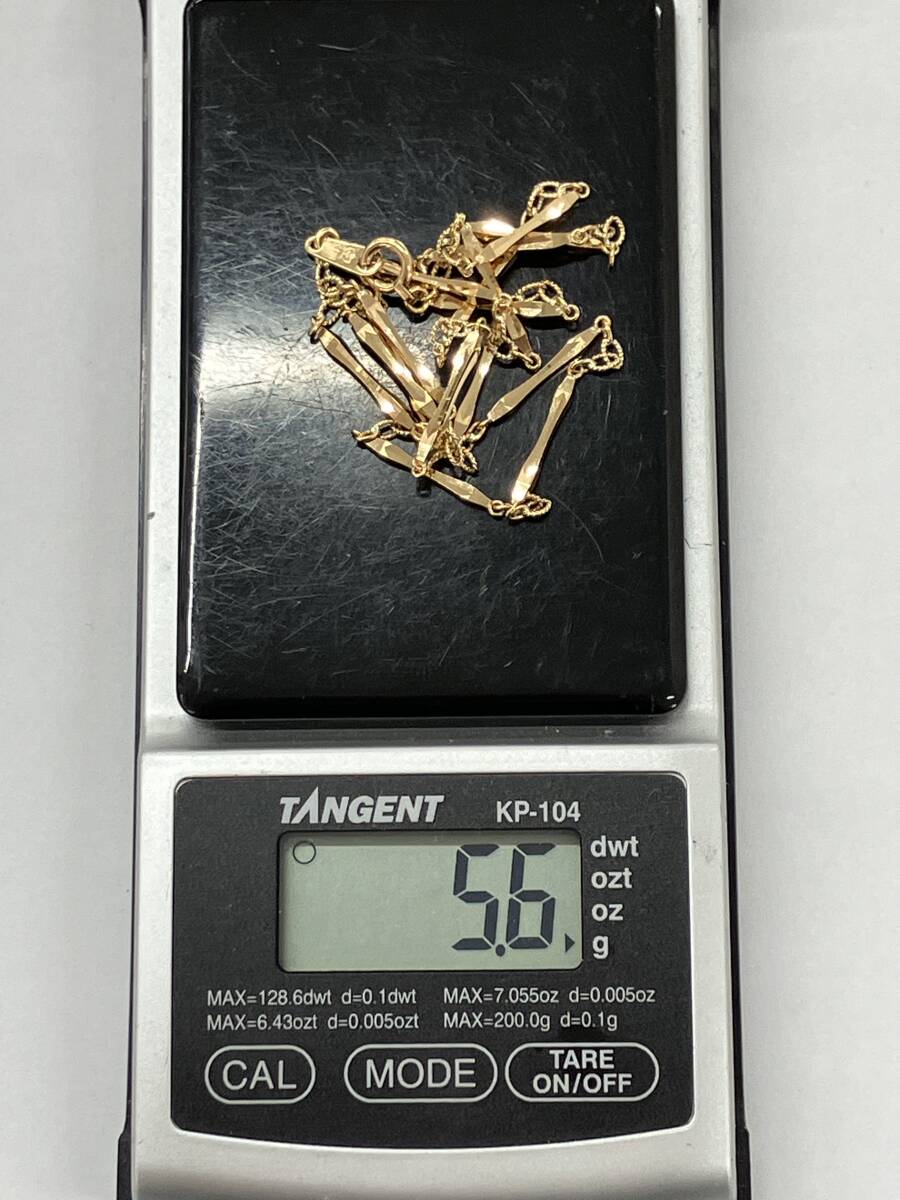 TANGENT KP-104
5.6
dwt
ozt
oz
g
MAX=128.6dwt d=0.1dwt MAX=7.055oz d=0.005oz
MAX=6.43ozt d=0.005ozt MAX=200.0g d=0.1g
CAL MODE TARE ON/OFF